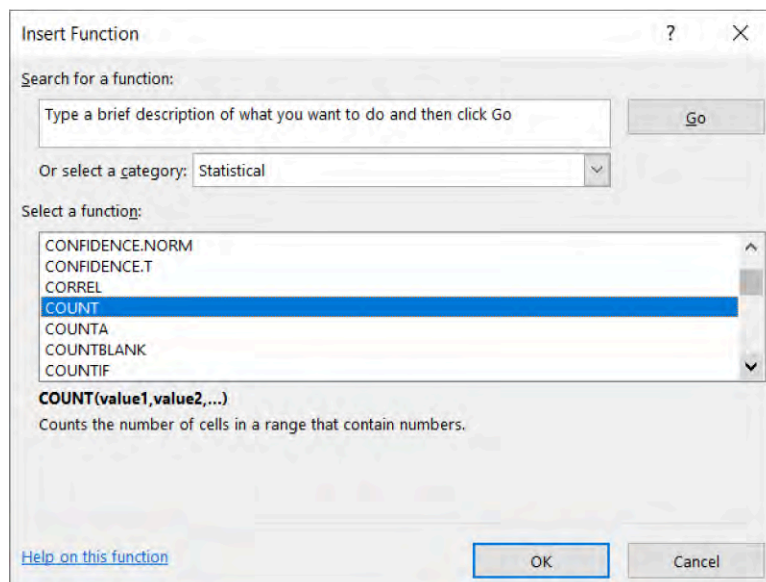 Insert Function
?
Search for a function:
Type a brief description of what you want to do and then click Go
Go
Or select a category: Statistical
Select a function:
CONFIDENCE.NORM
CONFIDENCE.T
CORREL
COUNT
COUNTA
COUNTBLANK
COUNTIF
COUNT(value1,value2,...)
Counts the number of cells in a range that contain numbers.
Help on this function
OK
Cancel